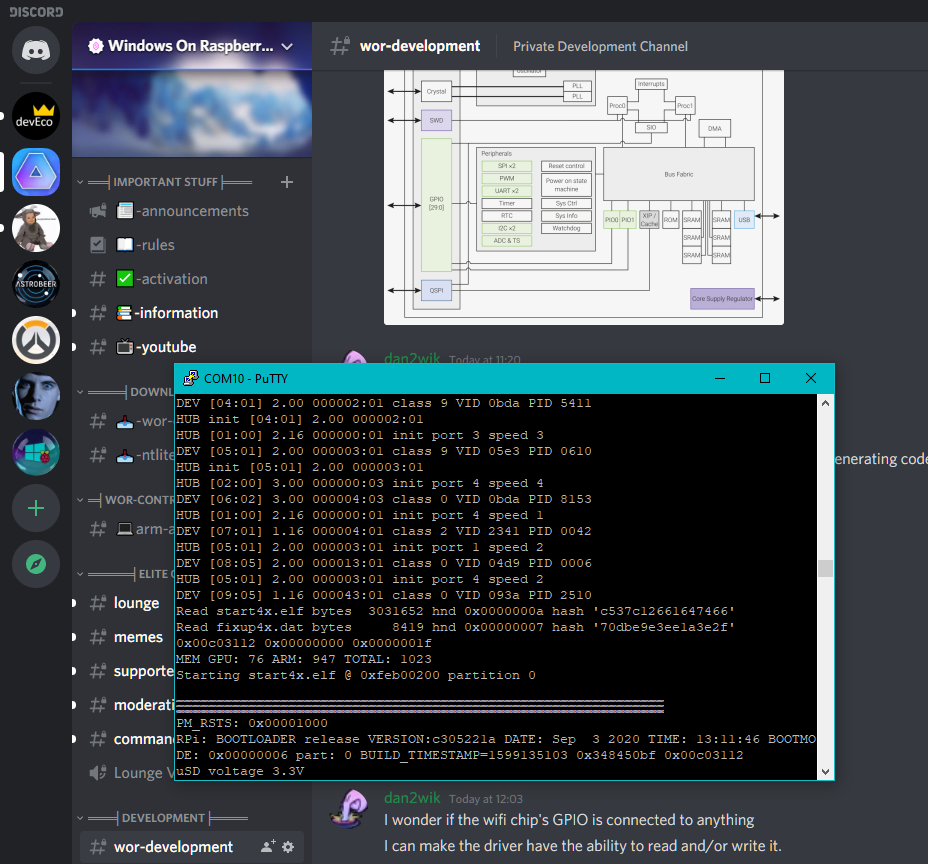 DISCORD
Windows On Raspberr...
wor-development
Private Development Channel
devEco
ASTROBEER
IMPORTANT STUFF
-announcements
-rules
-activation
-information
-youtube
DOWNL
-wor-
-ntlite
WOR-CONTR
arm-a
ELITE
lounge
memes
supporte
moderati
comman
Lounge V
DEVELOPMENT
wor-development
Oscillator
Crystal
PLL
PLL
SWD
Interrupts
Proc0
Proc1
SIO
DMA
Peripherals
SPI ×2
PWM
UART ×2
Timer
RTC
I2C ×2
ADC & TS
Reset control
Power on state
machine
Sys Ctrl
Sys Info
Watchdog
Bus Fabric
GPIO
[29:0]
PIO0
PIO1
XIP /
Cache
ROM
SRAM
SRAM
USB
SRAM
SRAM
SRAM
SRAM
QSPI
Core Supply Regulator
dan2wik Today at 11:20
enerating code
COM10 - PuTTY
DEV [04:01] 2.00 000002:01 class 9 VID 0bda PID 5411
HUB init [04:01] 2.00 000002:01
HUB [01:00] 2.16 000000:01 init port 3 speed 3
DEV [05:01] 2.00 000003:01 class 9 VID 05e3 PID 0610
HUB init [05:01] 2.00 000003:01
HUB [02:00] 3.00 000000:03 init port 4 speed 4
DEV [06:02] 3.00 000004:03 class 0 VID 0bda PID 8153
HUB [01:00] 2.16 000000:01 init port 4 speed 1
DEV [07:01] 1.16 000004:01 class 2 VID 2341 PID 0042
HUB [05:01] 2.00 000003:01 init port 1 speed 2
DEV [08:05] 2.00 000013:01 class 0 VID 04d9 PID 0006
HUB [05:01] 2.00 000003:01 init port 4 speed 2
DEV [09:05] 1.16 000043:01 class 0 VID 093a PID 2510
Read start4x.elf bytes  3031652 hnd 0x0000000a hash 'c537c12661647466'
Read fixup4x.dat bytes     8419 hnd 0x00000007 hash '70dbe9e3ee1a3e2f'
0x00c03112 0x00000000 0x0000001f
MEM GPU: 76 ARM: 947 TOTAL: 1023
Starting start4x.elf @ 0xfeb00200 partition 0
PM_RSTS: 0x00001000
RPi: BOOTLOADER release VERSION:c305221a DATE: Sep  3 2020 TIME: 13:11:46 BOOTMO
DE: 0x00000006 part: 0 BUILD_TIMESTAMP=1599135103 0x348450bf 0x00c03112
uSD voltage 3.3V
dan2wik Today at 12:03
I wonder if the wifi chip's GPIO is connected to anything
I can make the driver have the ability to read and/or write it.